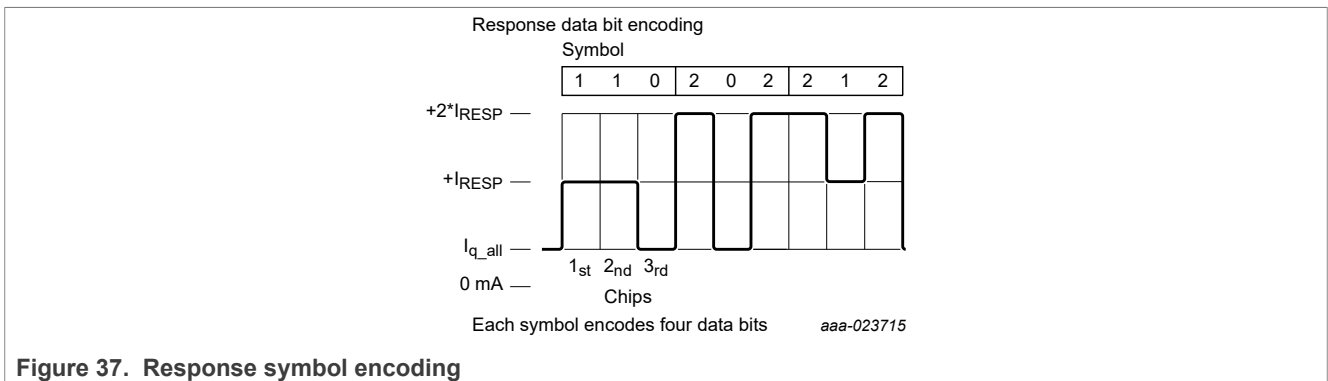 Response data bit encoding
Symbol
1 1 0 2 0 2 2 1 2
+2*IRESP
+IRESP
Iq_all
1st 2nd 3rd
0 mA
Chips
Each symbol encodes four data bits aaa-023715
Figure 37. Response symbol encoding